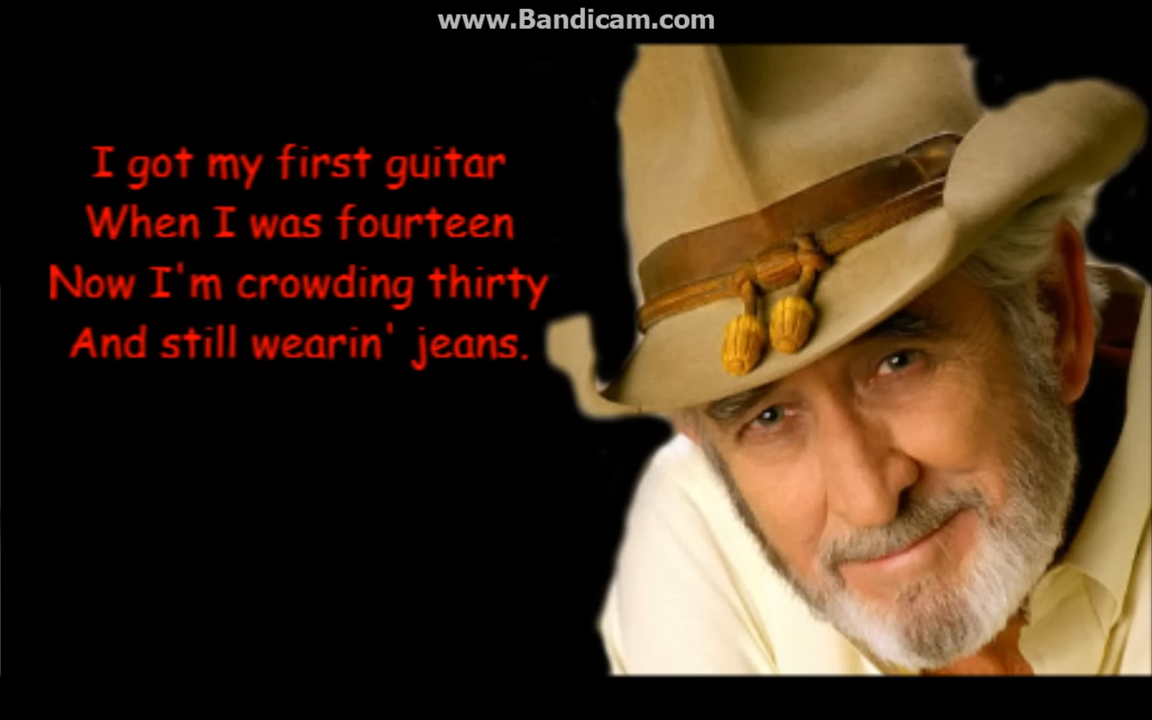 www.Bandicam.com
I got my first guitar
When I was fourteen
Now I'm crowding thirty
And still wearin' jeans.